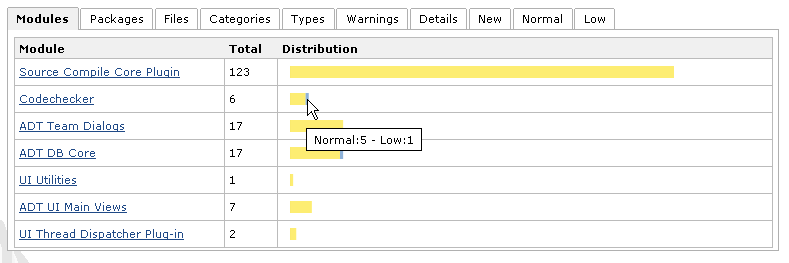 Modules Packages Files Categories Types Warnings Details New Normal Low
Module Total Distribution
Source Compile Core Plugin 123
Codechecker 6
ADT Team Dialogs 17
Normal:5 - Low:1
ADT DB Core 17
UI Utilities 1
ADT UI Main Views 7
UI Thread Dispatcher Plug-in 2